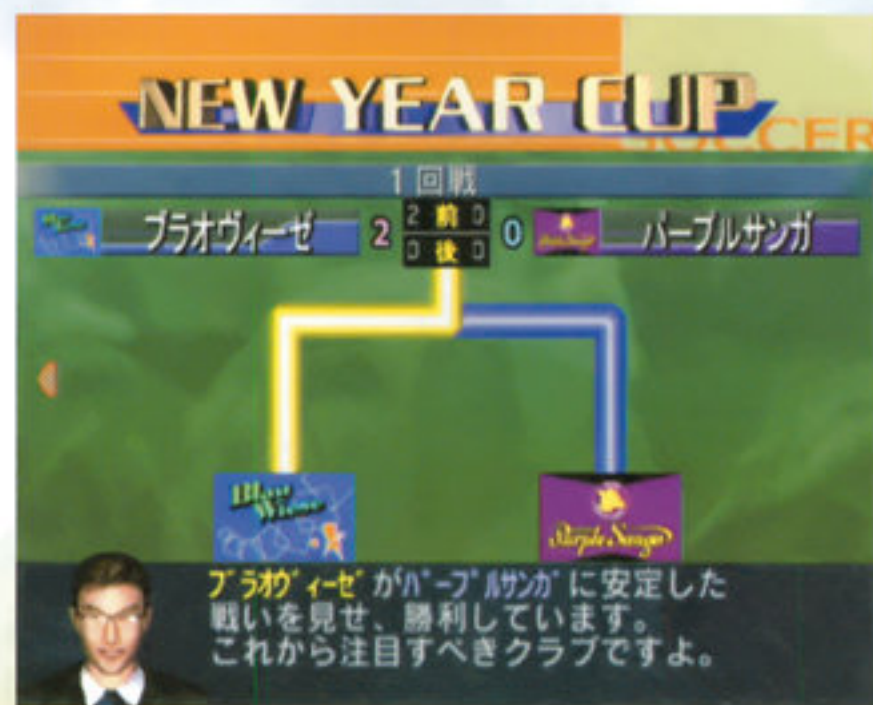 NEW YEAR CUP
SOCCER
1回戦
ブラオヴィーゼ 2 2 前 0 0 パープルサンガ
0 後 0
Blau
Wiese
Purple Sanga
ブラオヴィーゼがパープルサンガに安定した
戦いを見せ、勝利しています。
これから注目すべきクラブですよ。